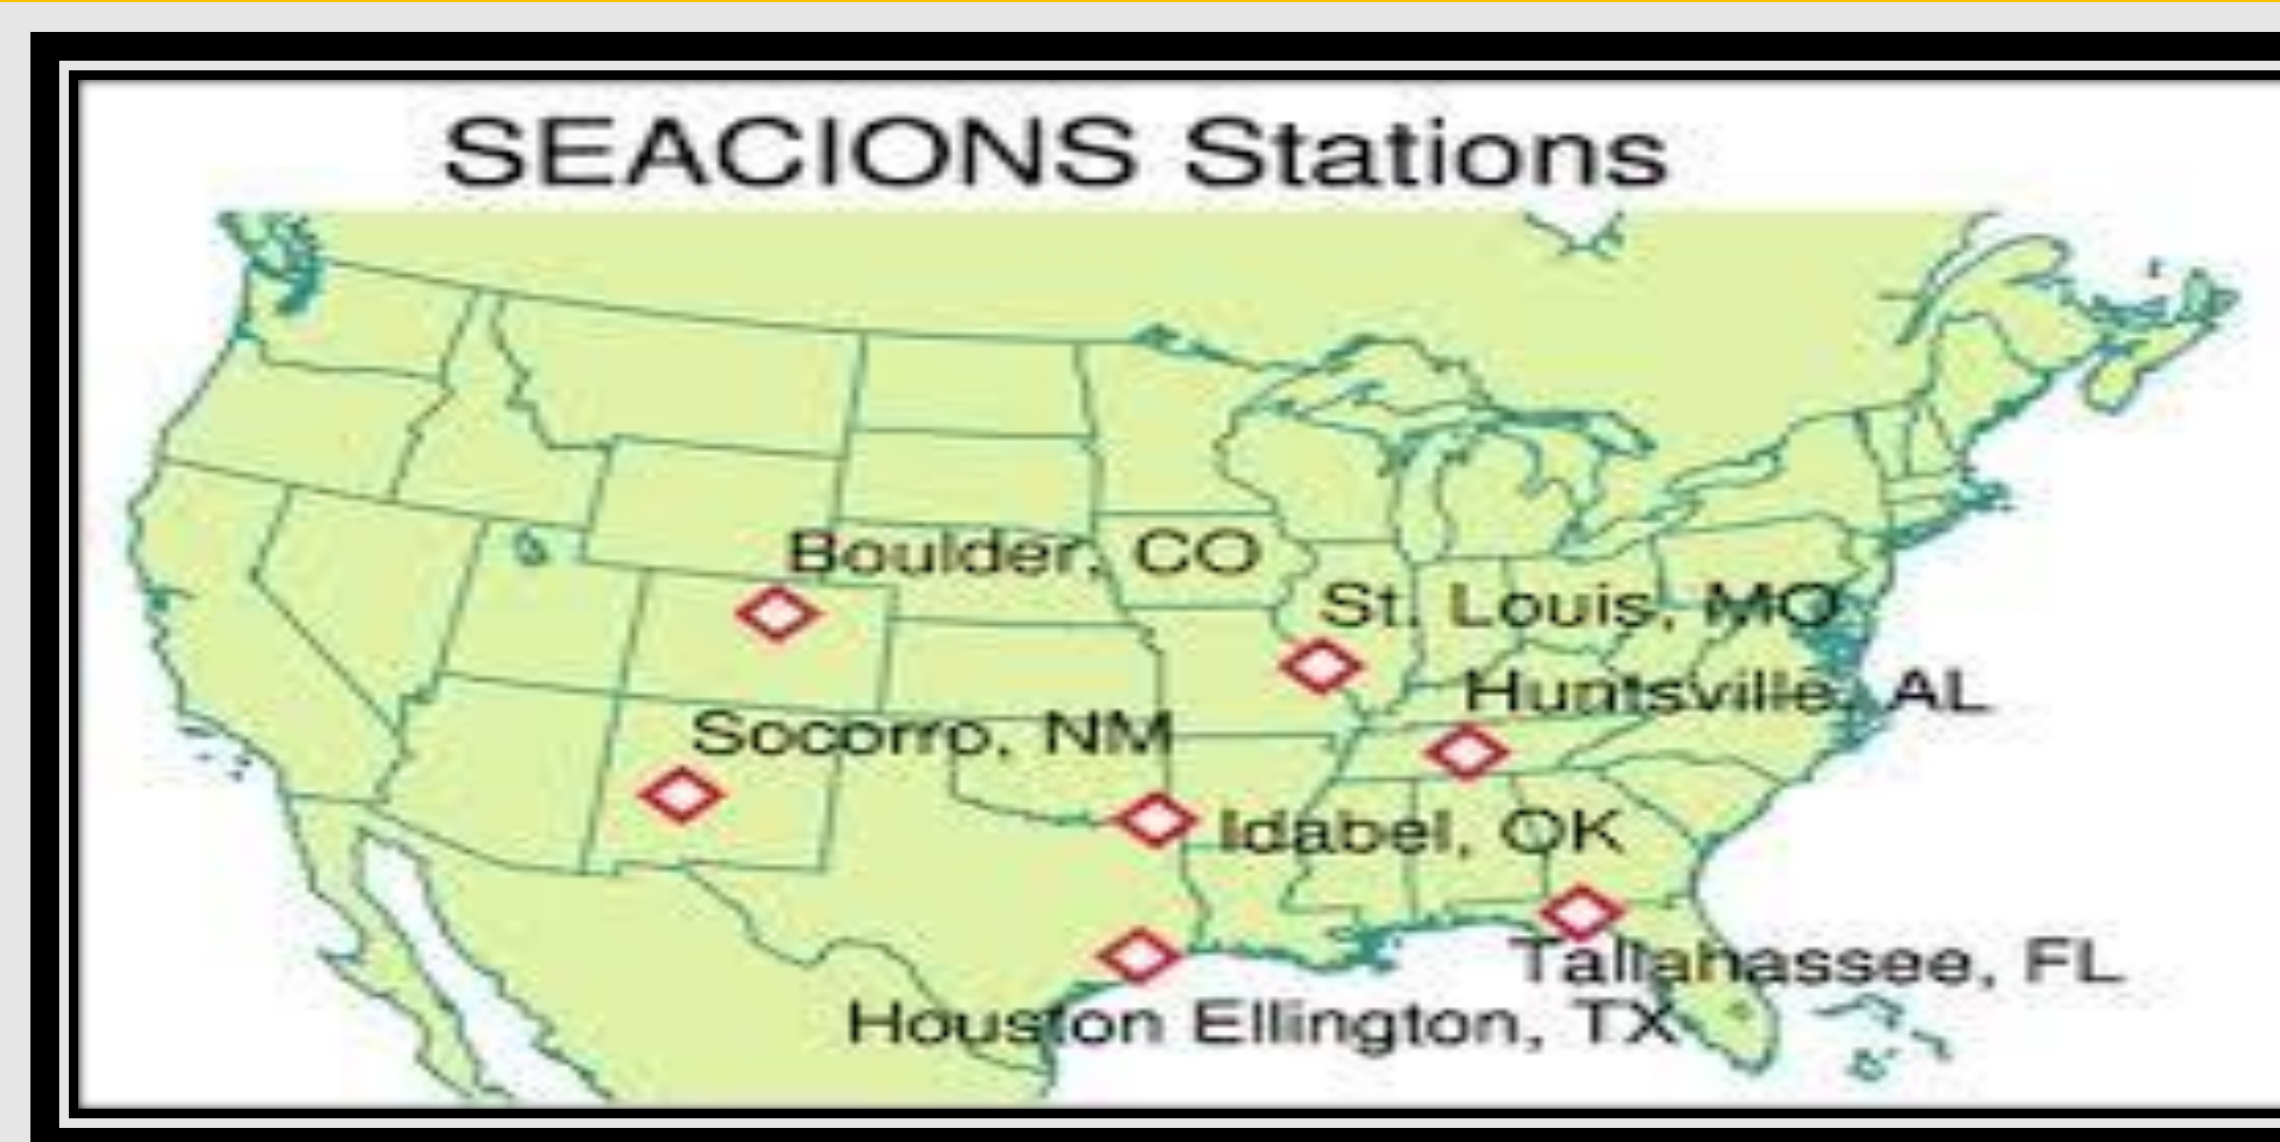 SEACIONS Stations
Boulder, CO
St. Louis, MO
Huntsville, AL
Socorro, NM
Idabel, OK
Tallahassee, FL
Houston Ellington, TX